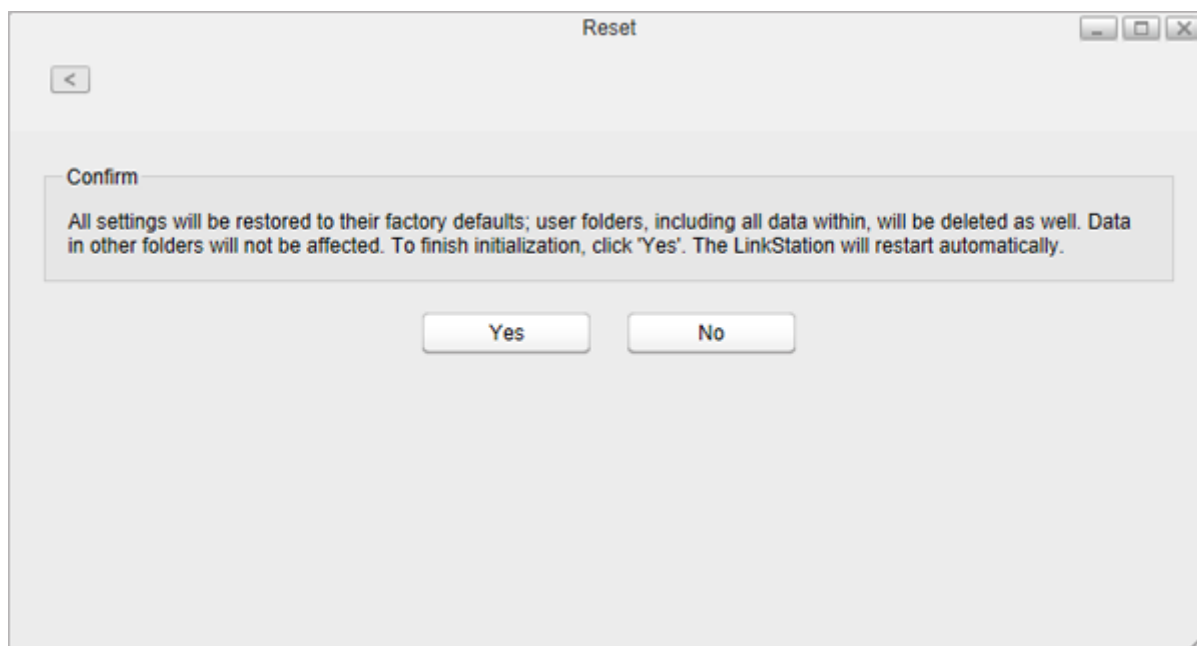 Reset
<
Confirm
All settings will be restored to their factory defaults; user folders, including all data within, will be deleted as well. Data
in other folders will not be affected. To finish initialization, click 'Yes'. The LinkStation will restart automatically.
Yes No